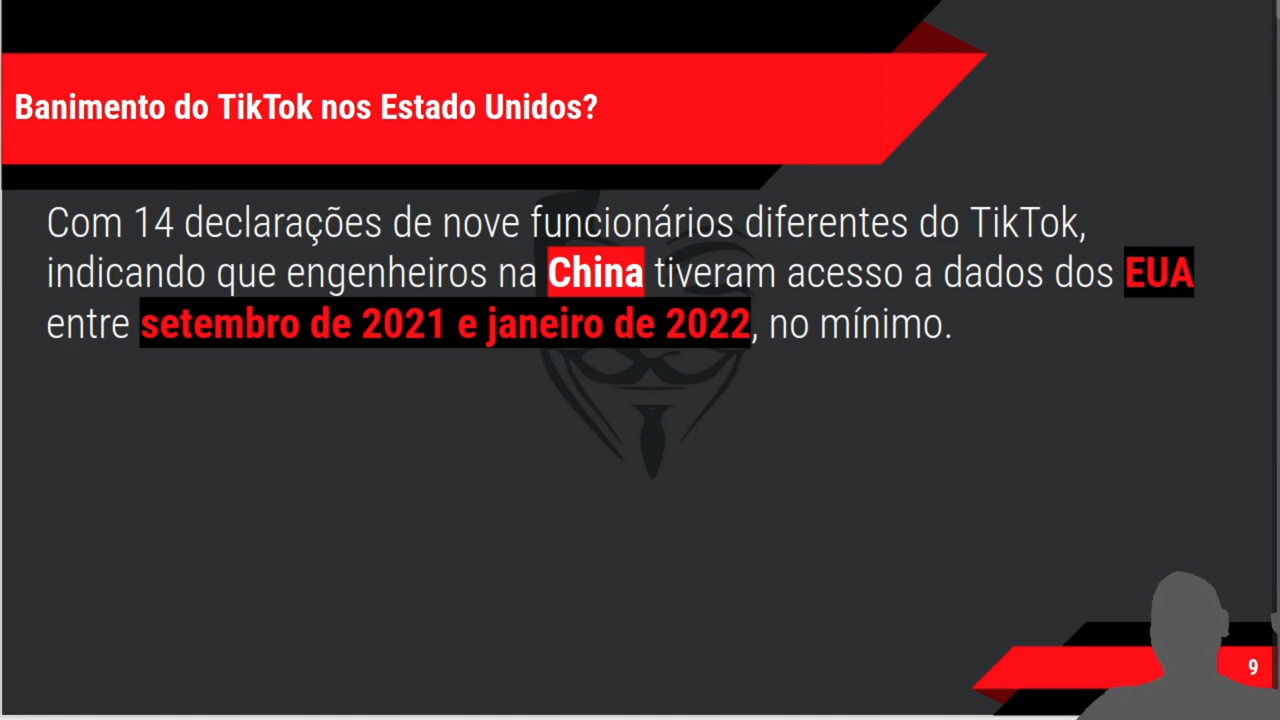 Banimento do TikTok nos Estado Unidos?
Com 14 declarações de nove funcionários diferentes do TikTok,
indicando que engenheiros na China tiveram acesso a dados dos EUA
entre setembro de 2021 e janeiro de 2022, no mínimo.
9